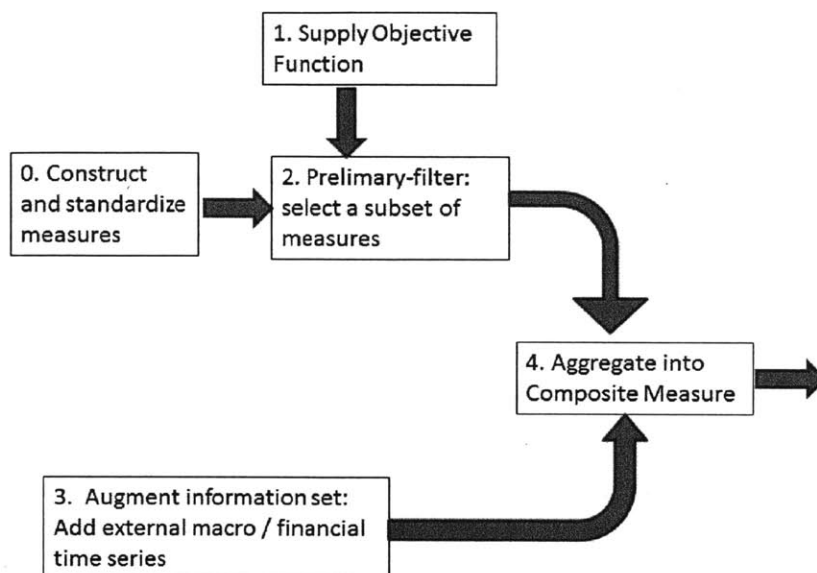 1. Supply Objective
Function
0. Construct
and standardize
measures
2. Prelimary-filter:
select a subset of
measures
4. Aggregate into
Composite Measure
3. Augment information set:
Add external macro / financial
time series